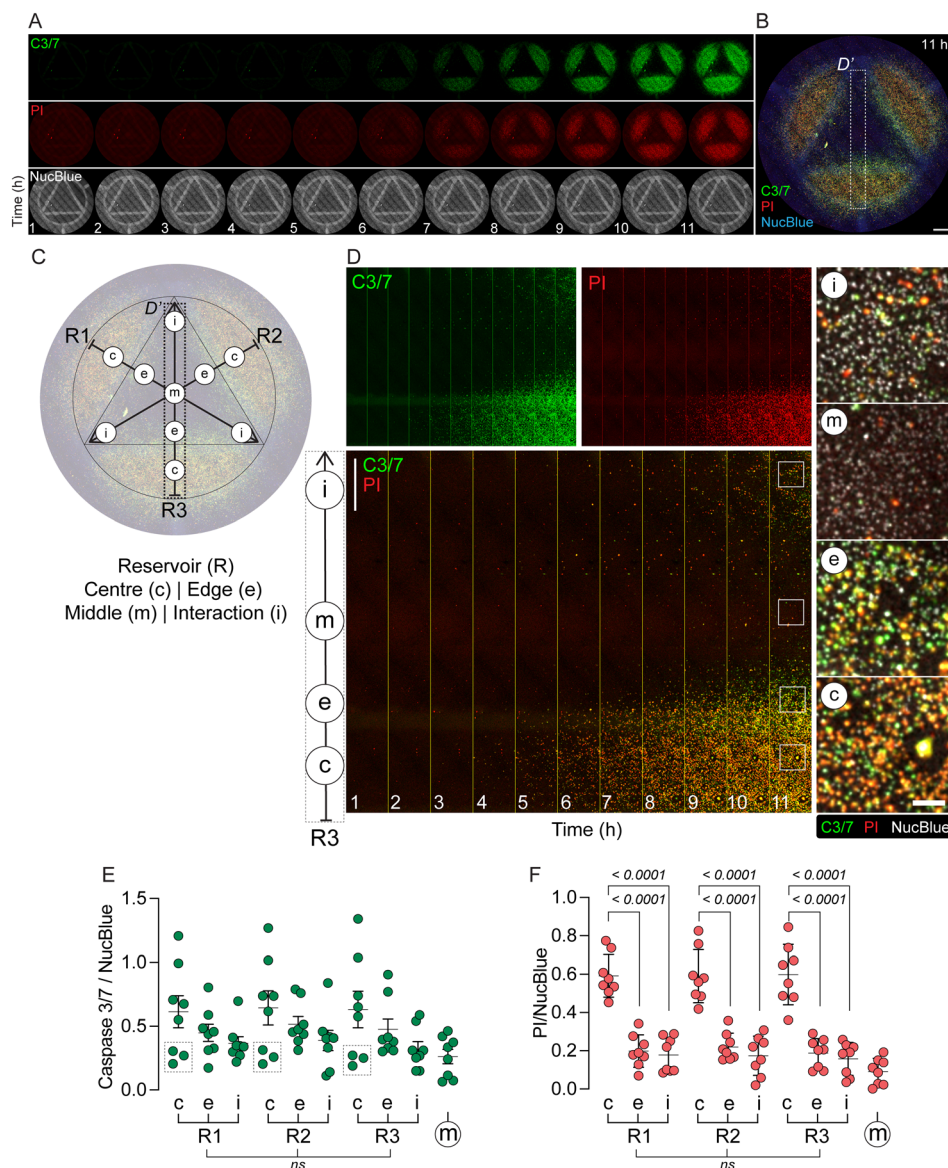 A
C3/7
PI
NucBlue
Time (h)
1 2 3 4 5 6 7 8 9 10 11
B
11 h
D'
C3/7
PI
NucBlue
C
D'
R1
R2
i
c
c
e
e
m
i
e
i
c
R3
Reservoir (R)
Centre (c) | Edge (e)
Middle (m) | Interaction (i)
D
C3/7
PI
C3/7
PI
i
m
e
c
R3
1 2 3 4 5 6 7 8 9 10 11
Time (h)
i
m
e
c
C3/7 PI NucBlue
E
Caspase 3/7 / NucBlue
1.5
1.0
0.5
0.0
c e i c e i c e i
R1 R2 R3 m
ns
F
PI/NucBlue
1.0
0.8
0.6
0.4
0.2
0.0
< 0.0001 < 0.0001 < 0.0001
< 0.0001 < 0.0001 < 0.0001
c e i c e i c e i
R1 R2 R3 m
ns